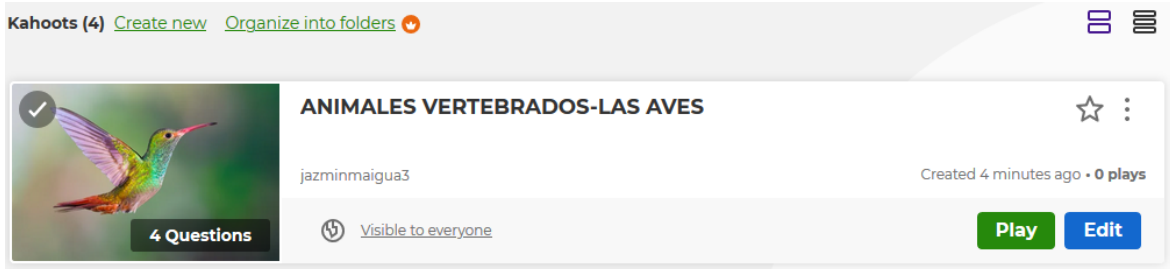 Kahoots (4) Create new Organize into folders
ANIMALES VERTEBRADOS-LAS AVES
jazminmaigua3 Created 4 minutes ago • 0 plays
4 Questions Visible to everyone Play Edit